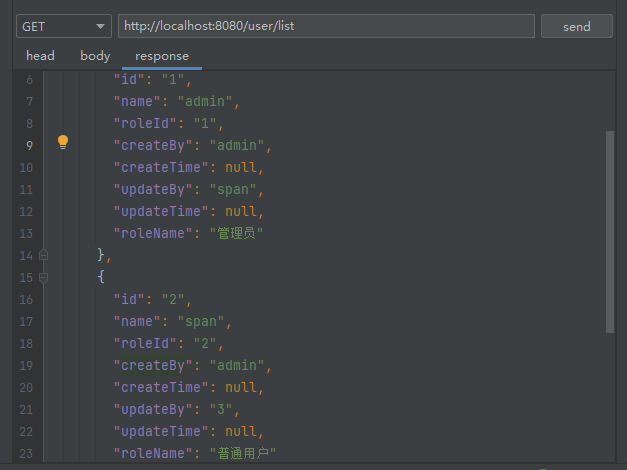 GET http://localhost:8080/user/list send
head body response
6 "id": "1",
7 "name": "admin",
8 "roleId": "1",
9 "createBy": "admin",
10 "createTime": null,
11 "updateBy": "span",
12 "updateTime": null,
13 "roleName": "管理员"
14 },
15 {
16 "id": "2",
17 "name": "span",
18 "roleId": "2",
19 "createBy": "admin",
20 "createTime": null,
21 "updateBy": "3",
22 "updateTime": null,
23 "roleName": "普通用户"